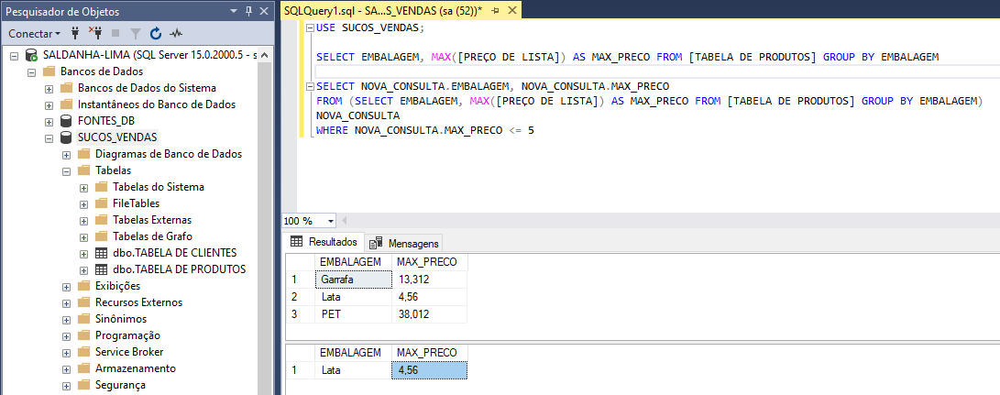 Pesquisador de Objetos
Conectar
SALDANHA-LIMA (SQL Server 15.0.2000.5 - s
Bancos de Dados
Bancos de Dados do Sistema
Instantâneos do Banco de Dados
FONTES_DB
SUCOS_VENDAS
Diagramas de Banco de Dados
Tabelas
Tabelas do Sistema
FileTables
Tabelas Externas
Tabelas de Grafo
dbo.TABELA DE CLIENTES
dbo.TABELA DE PRODUTOS
Exibições
Recursos Externos
Sinônimos
Programação
Service Broker
Armazenamento
Segurança
SQLQuery1.sql - SA...S_VENDAS (sa (52))*
USE SUCOS_VENDAS;
SELECT EMBALAGEM, MAX([PREÇO DE LISTA]) AS MAX_PRECO FROM [TABELA DE PRODUTOS] GROUP BY EMBALAGEM
SELECT NOVA_CONSULTA.EMBALAGEM, NOVA_CONSULTA.MAX_PRECO
FROM (SELECT EMBALAGEM, MAX([PREÇO DE LISTA]) AS MAX_PRECO FROM [TABELA DE PRODUTOS] GROUP BY EMBALAGEM)
NOVA_CONSULTA
WHERE NOVA_CONSULTA.MAX_PRECO <= 5
100 %
Resultados Mensagens
EMBALAGEM MAX_PRECO
1 Garrafa 13,312
2 Lata 4,56
3 PET 38,012
EMBALAGEM MAX_PRECO
1 Lata 4,56